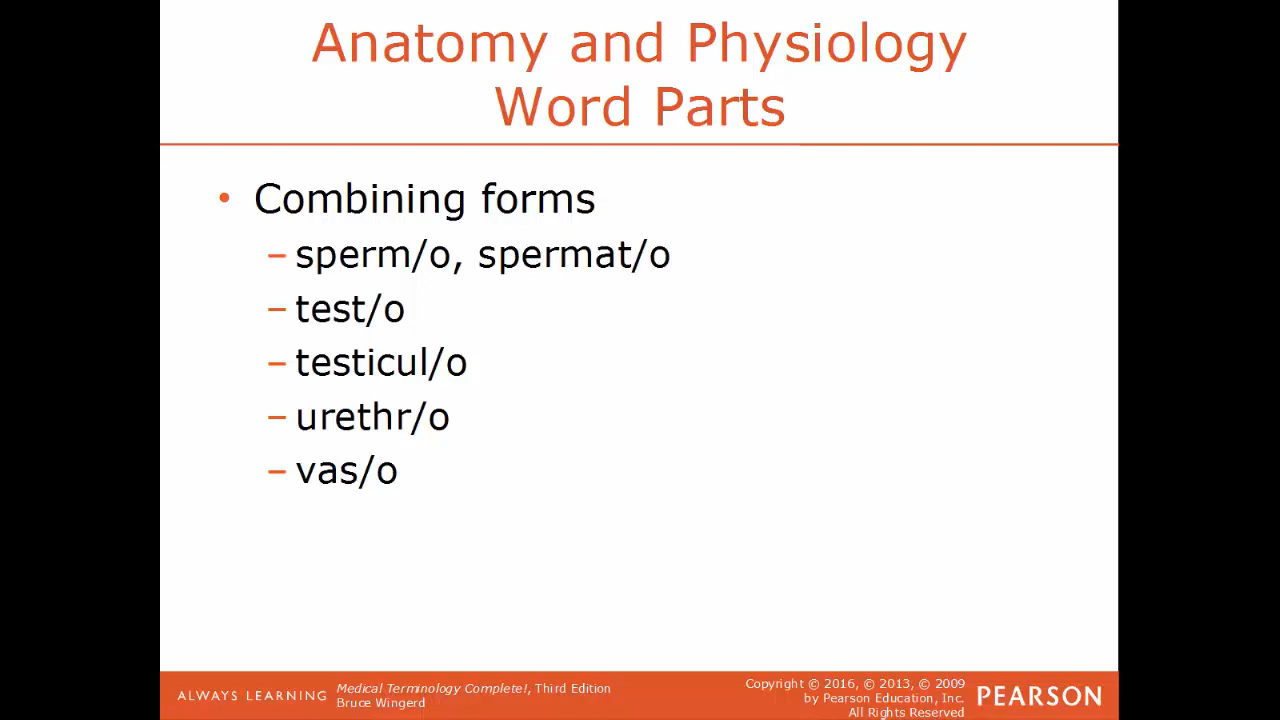 Anatomy and Physiology
Word Parts
• Combining forms
– sperm/o, spermat/o
– test/o
– testicul/o
– urethr/o
– vas/o
ALWAYS LEARNING
Medical Terminology Complete!, Third Edition
Bruce Wingerd
Copyright © 2016, © 2013, © 2009
by Pearson Education, Inc.
All Rights Reserved
PEARSON